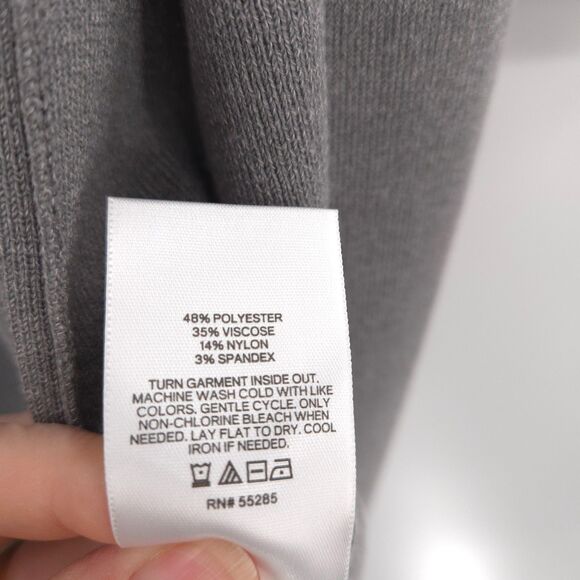 48% POLYESTER
35% VISCOSE
14% NYLON
3% SPANDEX
TURN GARMENT INSIDE OUT.
MACHINE WASH COLD WITH LIKE
COLORS. GENTLE CYCLE. ONLY
NON-CHLORINE BLEACH WHEN
NEEDED. LAY FLAT TO DRY. COOL
IRON IF NEEDED.
RN# 55285